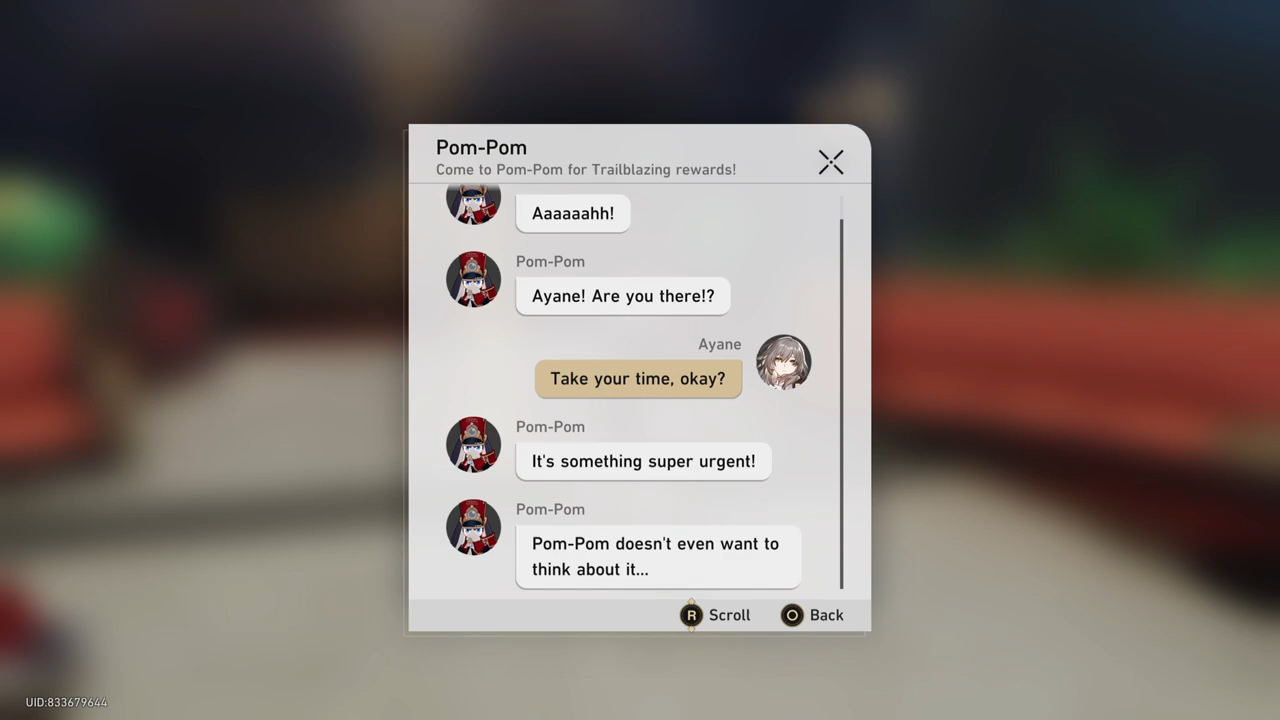 Pom-Pom
Come to Pom-Pom for Trailblazing rewards!
Aaaaaahh!
Pom-Pom
Ayane! Are you there!?
Ayane
Take your time, okay?
Pom-Pom
It's something super urgent!
Pom-Pom
Pom-Pom doesn't even want to
think about it...
R Scroll
Back
UID:833679644